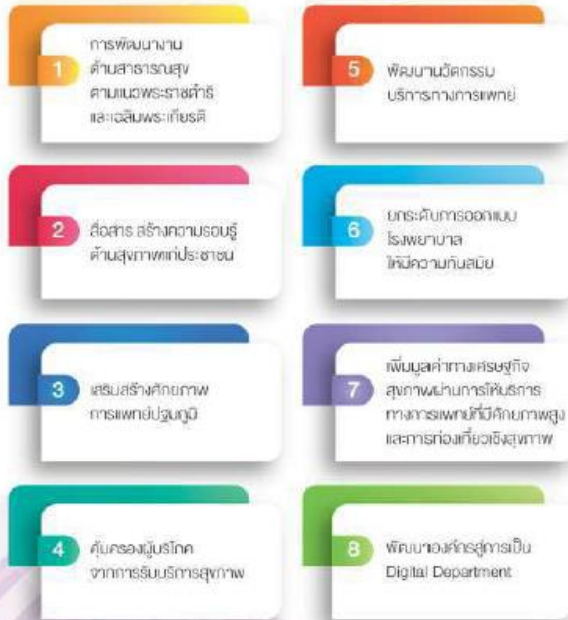 1
การพัฒนางาน
ด้านสาธารณสุข
ตามแนวพระราชดำริ
และเฉลิมพระเกียรติ
2
สื่อสาร สร้างความรอบรู้
ด้านสุขภาพแก่ประชาชน
3
เสริมสร้างศักยภาพ
การแพทย์ปฐมภูมิ
4
คุ้มครองผู้บริโภค
จากการรับบริการสุขภาพ
5
พัฒนานวัตกรรม
บริการทางการแพทย์
6
ยกระดับการออกแบบ
โรงพยาบาล
ให้มีความทันสมัย
7
เพิ่มมูลค่าทางเศรษฐกิจ
สุขภาพผ่านการให้บริการ
ทางการแพทย์ที่มีศักยภาพสูง
และการท่องเที่ยวเชิงสุขภาพ
8
พัฒนาองค์กรสู่การเป็น
Digital Department